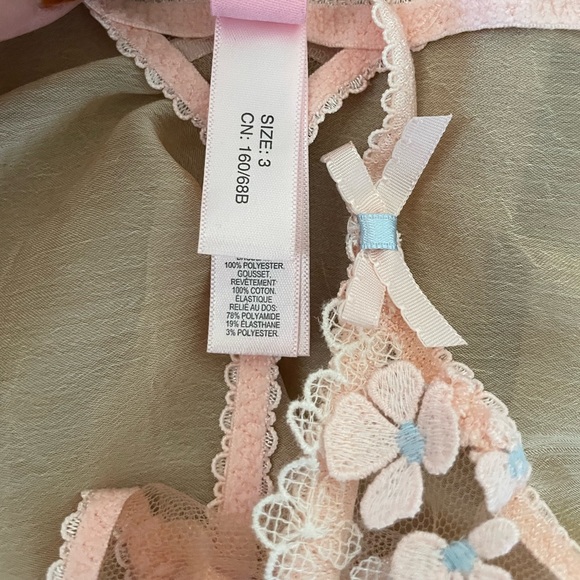 SIZE: 3
CN: 160/68B
100% POLYESTER.
GOUSSET.
REVÊTEMENT
100% COTON.
ÉLASTIQUE
RELIÉ AU DOS:
78% POLYAMIDE
19% ÉLASTHANE
3% POLYESTER.